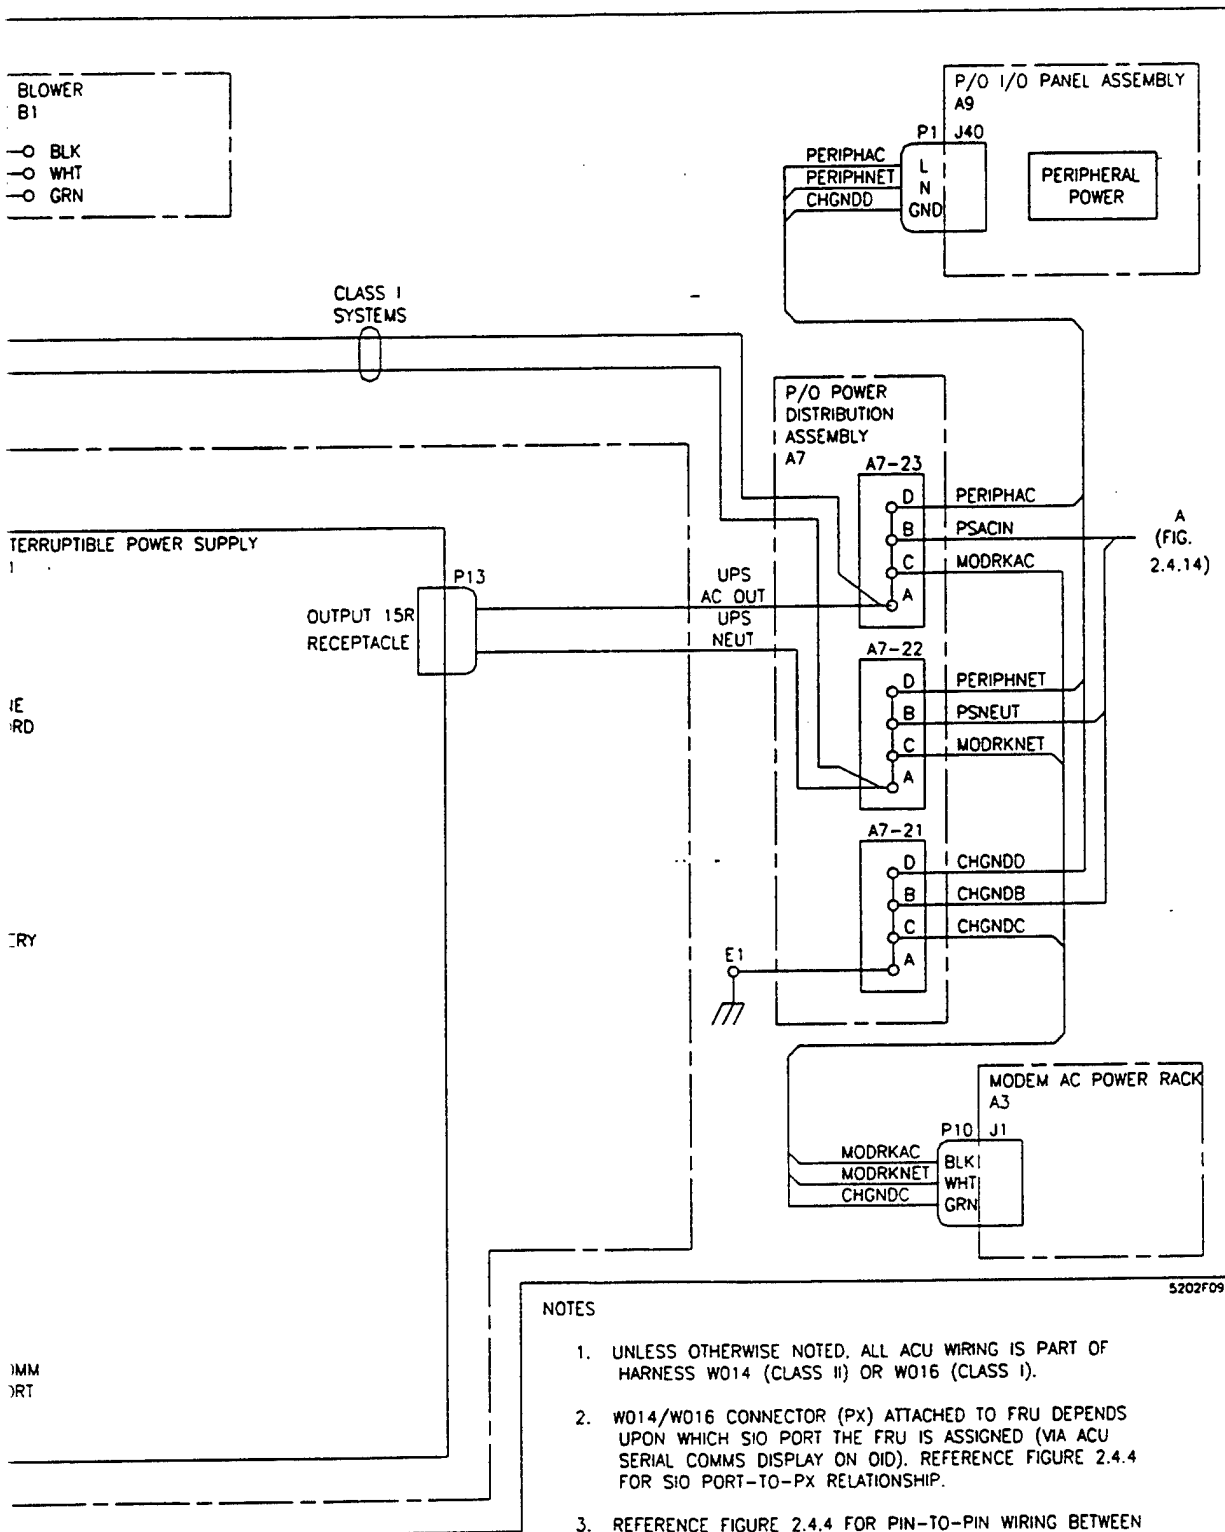 BLOWER
B1
BLK
WHT
GRN
P/O I/O PANEL ASSEMBLY
A9
P1 J40
PERIPHAC
PERIPHNET
CHGNDD
L
N
GND
PERIPHERAL
POWER
CLASS I
SYSTEMS
P/O POWER
DISTRIBUTION
ASSEMBLY
A7
A7-23
D PERIPHAC
B PSACIN
C MODRKAC
A
A
(FIG.
2.4.14)
TERRUPTIBLE POWER SUPPLY
P13
OUTPUT 15R
RECEPTACLE
UPS
AC OUT
UPS
NEUT
A7-22
D PERIPHNET
B PSNEUT
C MODRKNET
A
A7-21
D CHGNDD
B CHGNDB
C CHGNDC
A
E1
MODEM AC POWER RACK
A3
P10 J1
MODRKAC
MODRKNET
CHGNDC
BLK
WHT
GRN
5202F09
NOTES
1. UNLESS OTHERWISE NOTED, ALL ACU WIRING IS PART OF
HARNESS W014 (CLASS II) OR W016 (CLASS I).
2. W014/W016 CONNECTOR (PX) ATTACHED TO FRU DEPENDS
UPON WHICH SIO PORT THE FRU IS ASSIGNED (VIA ACU
SERIAL COMMS DISPLAY ON OID). REFERENCE FIGURE 2.4.4
FOR SIO PORT-TO-PX RELATIONSHIP.
3. REFERENCE FIGURE 2.4.4 FOR PIN-TO-PIN WIRING BETWEEN